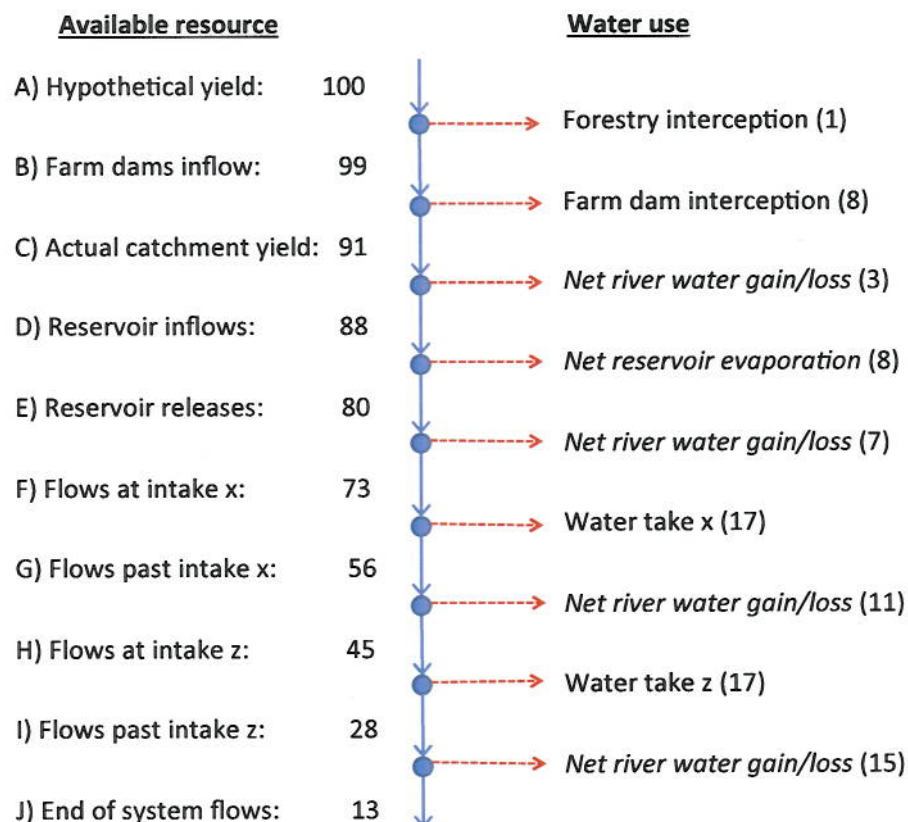 Available resource
Water use
A) Hypothetical yield: 100
Forestry interception (1)
B) Farm dams inflow: 99
Farm dam interception (8)
C) Actual catchment yield: 91
Net river water gain/loss (3)
D) Reservoir inflows: 88
Net reservoir evaporation (8)
E) Reservoir releases: 80
Net river water gain/loss (7)
F) Flows at intake x: 73
Water take x (17)
G) Flows past intake x: 56
Net river water gain/loss (11)
H) Flows at intake z: 45
Water take z (17)
I) Flows past intake z: 28
Net river water gain/loss (15)
J) End of system flows: 13